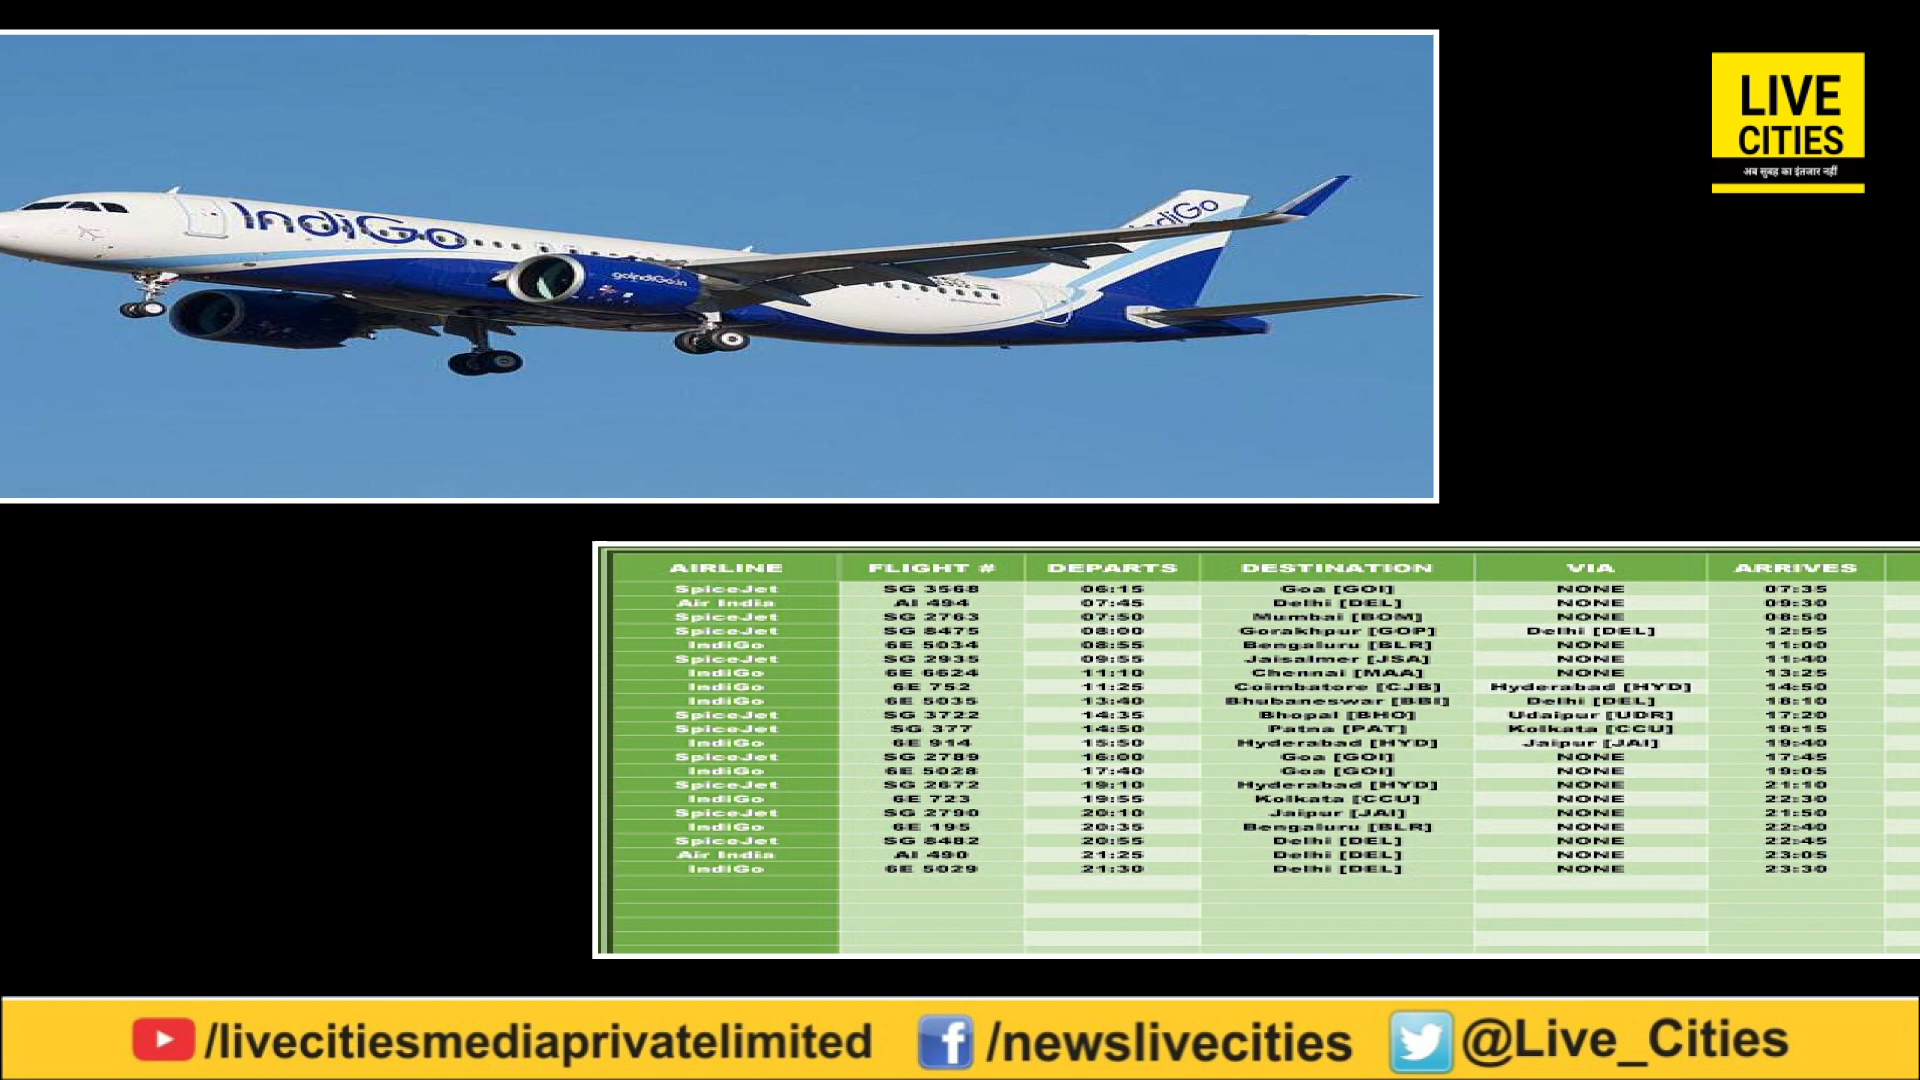 IndiGo
diGo
goIndiGo.in
LIVE
CITIES
अब सुबह का इंतजार नहीं
AIRLINE FLIGHT # DEPARTS DESTINATION VIA ARRIVES
SpiceJet SG 3568 06:15 Goa [GOI] NONE 07:35
Air India AI 494 07:45 Delhi [DEL] NONE 09:30
SpiceJet SG 2763 07:50 Mumbai [BOM] NONE 08:50
SpiceJet SG 8475 08:00 Gorakhpur [GOP] Delhi [DEL] 12:55
IndiGo 6E 5034 08:55 Bengaluru [BLR] NONE 11:00
SpiceJet SG 2935 09:55 Jaisalmer [JSA] NONE 11:40
IndiGo 6E 6624 11:10 Chennai [MAA] NONE 13:25
IndiGo 6E 752 11:25 Coimbatore [CJB] Hyderabad [HYD] 14:50
IndiGo 6E 5035 13:40 Bhubaneswar [BBI] Delhi [DEL] 18:10
SpiceJet SG 3722 14:35 Bhopal [BHO] Udaipur [UDR] 17:20
SpiceJet SG 377 14:50 Patna [PAT] Kolkata [CCU] 19:15
IndiGo 6E 914 15:50 Hyderabad [HYD] Jaipur [JAI] 19:40
SpiceJet SG 2789 16:00 Goa [GOI] NONE 17:45
IndiGo 6E 5028 17:40 Goa [GOI] NONE 19:05
SpiceJet SG 2672 19:10 Hyderabad [HYD] NONE 21:10
IndiGo 6E 723 19:55 Kolkata [CCU] NONE 22:30
SpiceJet SG 2790 20:10 Jaipur [JAI] NONE 21:50
IndiGo 6E 195 20:35 Bengaluru [BLR] NONE 22:40
SpiceJet SG 8482 20:55 Delhi [DEL] NONE 22:45
Air India AI 490 21:25 Delhi [DEL] NONE 23:05
IndiGo 6E 5029 21:30 Delhi [DEL] NONE 23:30
/livecitiesmediaprivatelimited /newslivecities @Live_Cities